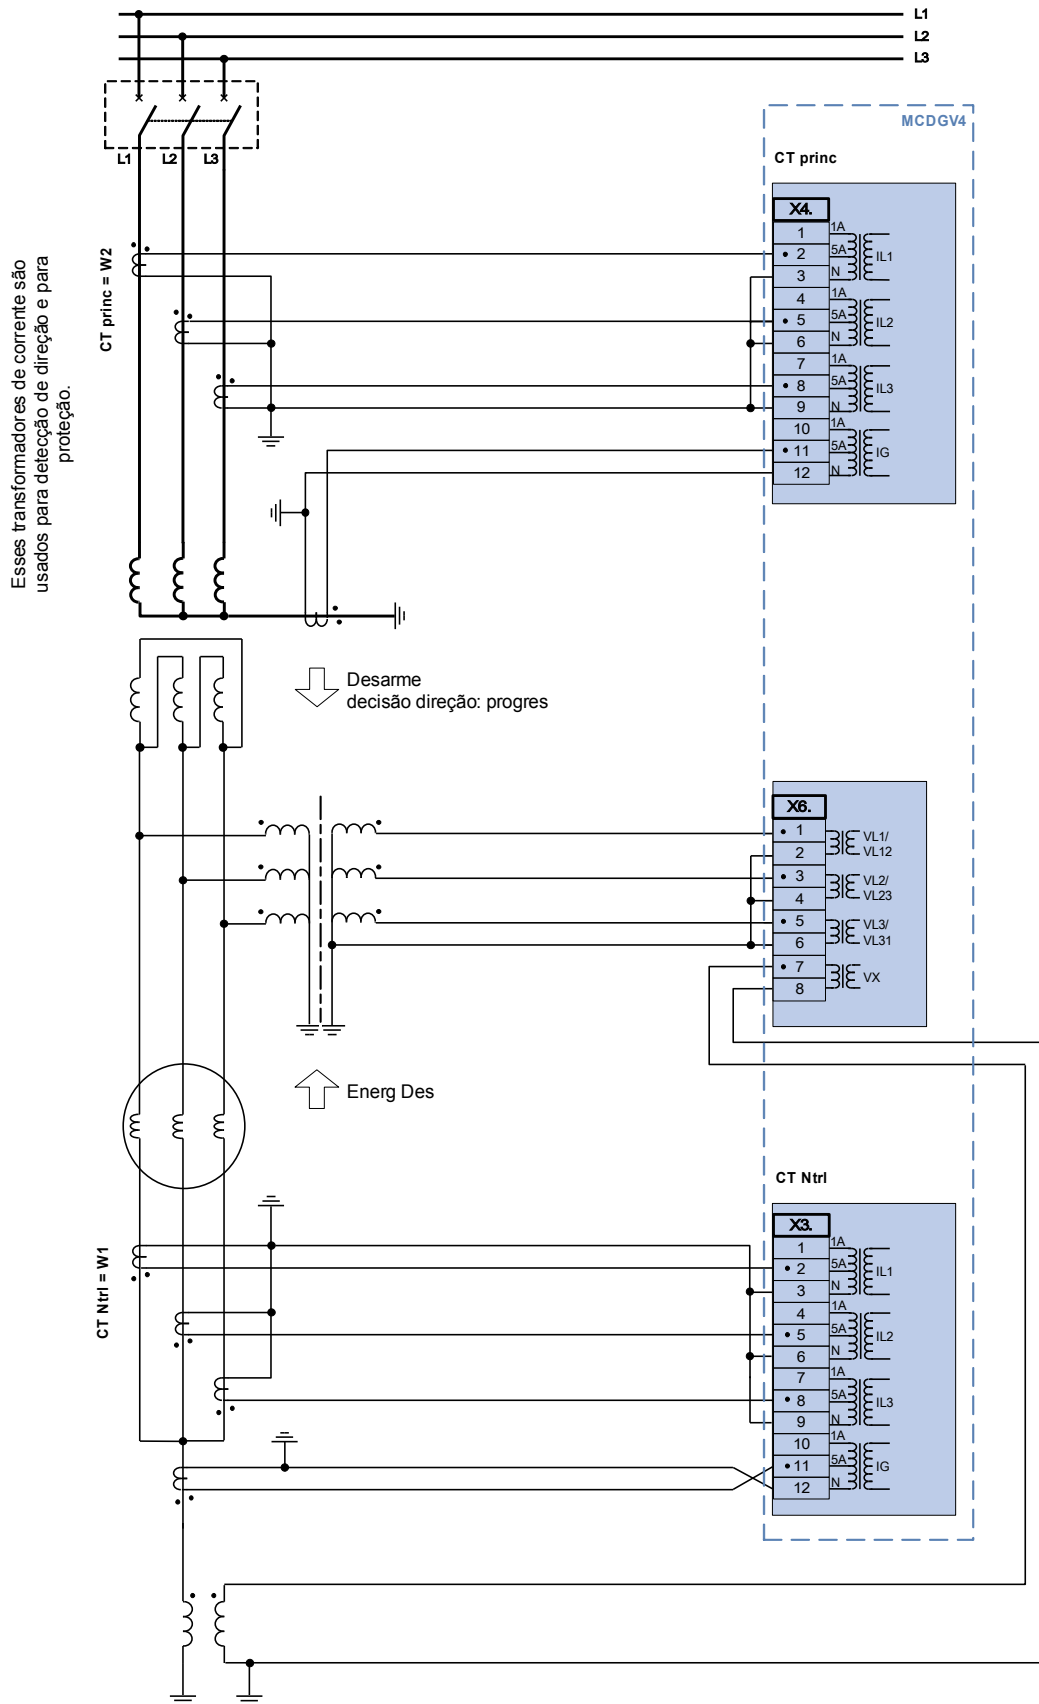 L1
L2
L3
L1
L2
L3
MCDGV4
CT princ
CT princ = W2
Esses transformadores de corrente são
usados para detecção de direção e para
proteção.
X4.
1
1A
2
5A
IL1
3
N
4
1A
5
5A
IL2
6
N
7
1A
8
5A
IL3
9
N
10
1A
11
5A
IG
12
N
Desarme
decisão direção: progres
X6.
1
VL1/
2
VL12
3
VL2/
4
VL23
5
VL3/
6
VL31
7
VX
8
Energ Des
CT Ntrl
CT Ntrl = W1
X3.
1
1A
2
5A
IL1
3
N
4
1A
5
5A
IL2
6
N
7
1A
8
5A
IL3
9
N
10
1A
11
5A
IG
12
N